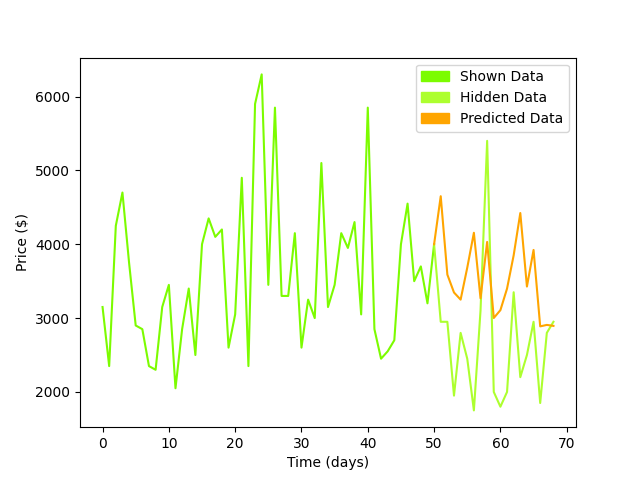 Shown Data
Hidden Data
Predicted Data
Price ($)
6000
5000
4000
3000
2000
0 10 20 30 40 50 60 70
Time (days)